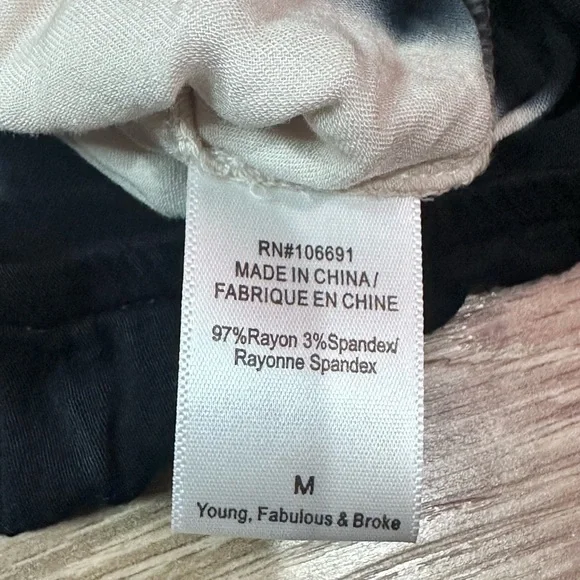 RN#106691
MADE IN CHINA/
FABRIQUE EN CHINE
97%Rayon 3%Spandex/
Rayonne Spandex
M
Young, Fabulous & Broke